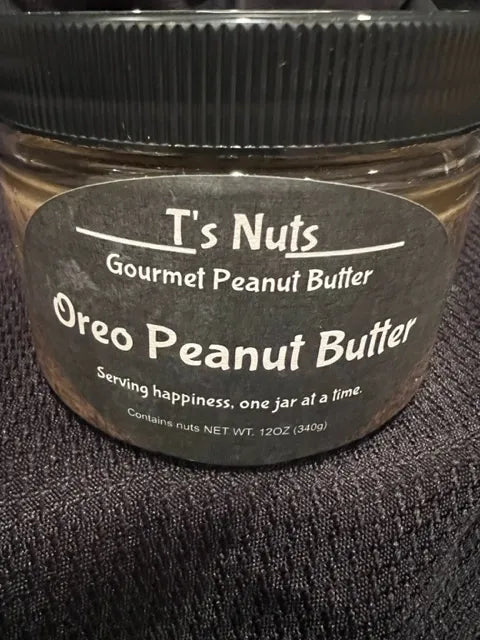 T's Nuts
Gourmet Peanut Butter
Oreo Peanut Butter
Serving happiness, one jar at a time.
Contains nuts NET WT. 12OZ (340g)